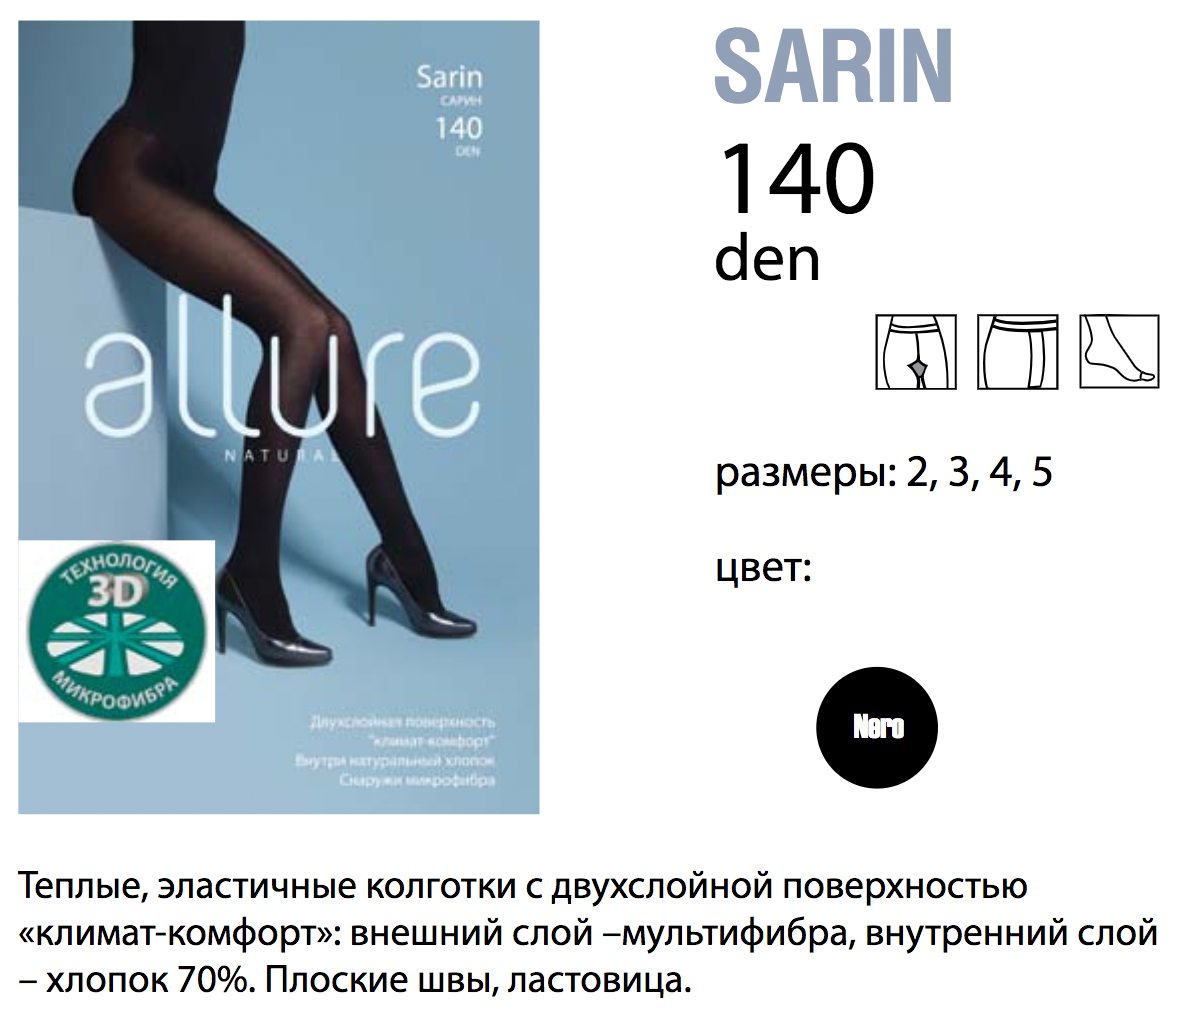 Sarin
САРИН
140
DEN
allure
NATURAL
ТЕХНОЛОГИЯ
3D
МИКРОФИБРА
Двухслойная поверхность
"климат-комфорт"
Внутри натуральный хлопок
Снаружи микрофибра
SARIN
140
den
размеры: 2, 3, 4, 5
цвет:
Nero
Теплые, эластичные колготки с двухслойной поверхностью
«климат-комфорт»: внешний слой –мультифибра, внутренний слой
– хлопок 70%. Плоские швы, ластовица.